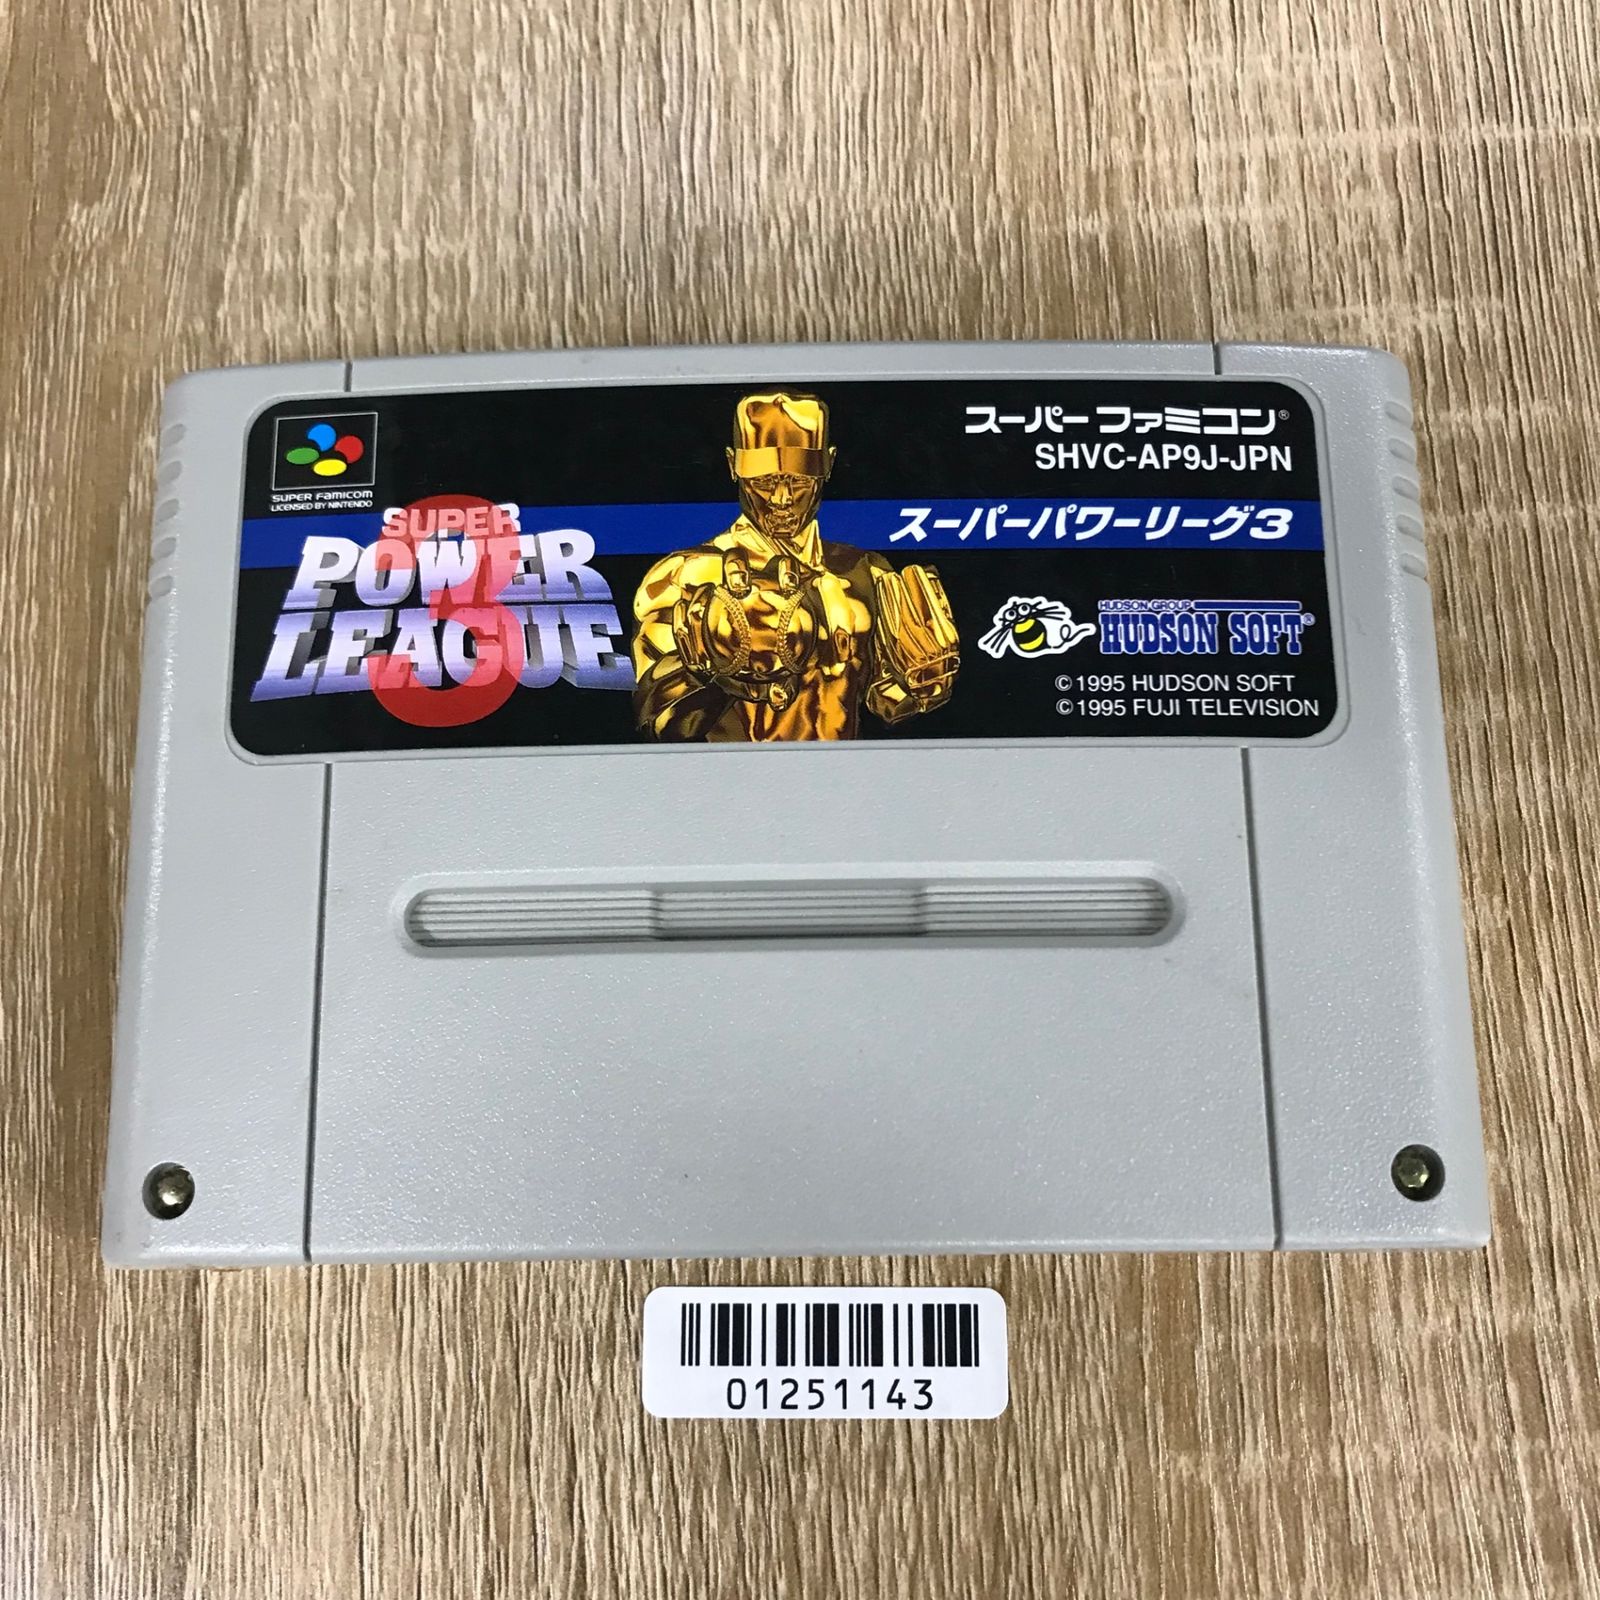 SUPER FAMICOM
LICENSED BY NINTENDO
SUPER
POWER
LEAGUE
3
スーパーファミコン®
SHVC-AP9J-JPN
スーパーパワーリーグ3
HUDSON GROUP
HUDSON SOFT®
© 1995 HUDSON SOFT
© 1995 FUJI TELEVISION
01251143